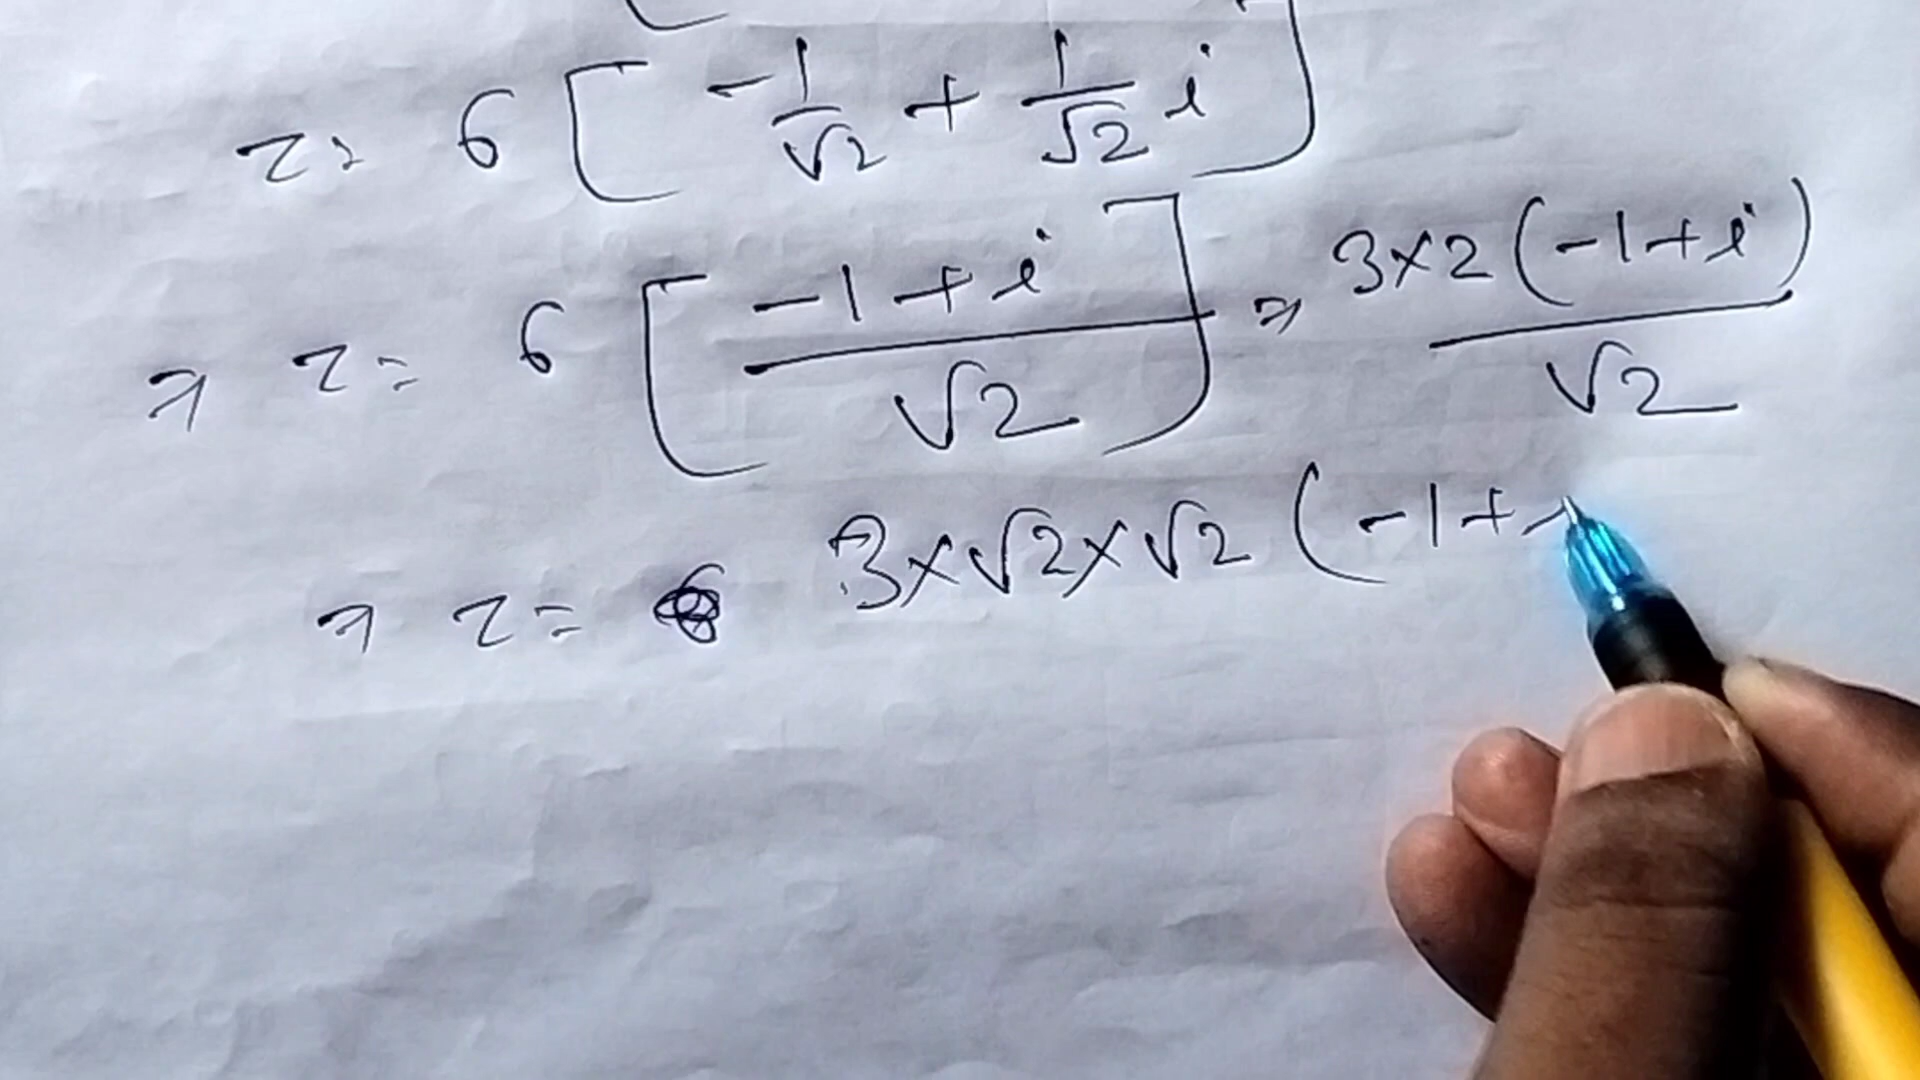 z = 6 [ -1/√2 + 1/√2 i ]
⇒ z = 6 [ (-1 + i)/√2 ] ⇒ 3×2(-1+i)/√2
⇒ z = 3×√2×√2 (-1+